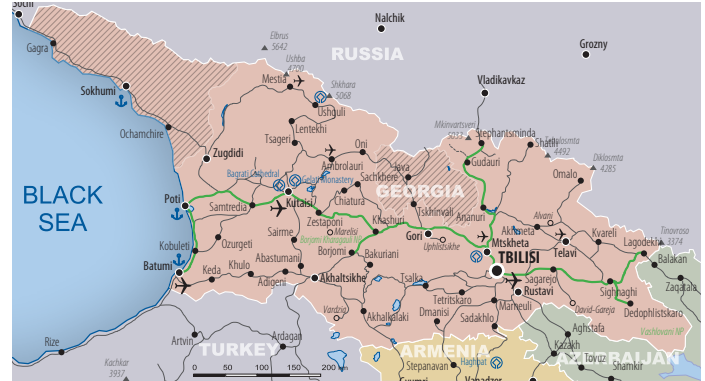 Sochi
Gagra
Sokhumi
Ochamchire
Elbrus
5642
Ushba
4700
Nalchik
RUSSIA
Grozny
Vladikavkaz
Mestia
Shkhara
5068
Ushguli
Lentekhi
Tsageri
Oni
Zugdidi
Ambrolauri
Mkinvartsveri
5033
Stephantsminda
Shatili
4492
Diklosmta
4285
Omalo
Bagrati Cathedral
Gelati Monastery
Sachkhere
Java
Gudauri
GEORGIA
BLACK
SEA
Poti
Samtredia
Kutaisi
Chiatura
Zestaponi
Khashuri
Tskhinvali
Ananuri
Akhmeta
Alvani
Kvareli
Lagodekhi
Tinovroso
3374
Kobuleti
Ozurgeti
Sairme
Marelisi
Borjomi Kharagauli NP
Gori
Uphlistsikhe
Mtskheta
TBILISI
Telavi
Balakan
Batumi
Keda
Khulo
Abastumani
Borjomi
Bakuriani
Adigeni
Akhaltsikhe
Tsalka
Sagarejo
Rustavi
Sighnaghi
Zaqatala
Vardzia
Akhalkalaki
Tetritskaro
Dmanisi
Marneuli
Sadakhlo
David-Gareja
Dedophlistskaro
Vashlovani NP
Rize
Artvin
Ardagan
TURKEY
ARMENIA
Aghstafa
Kazakh
AZERBAIJAN
Tovuz
Shamkir
Kachkar
3937
0 50 100 200 km
Stepanavan
Haghpat
Vanadzor
Gyumri